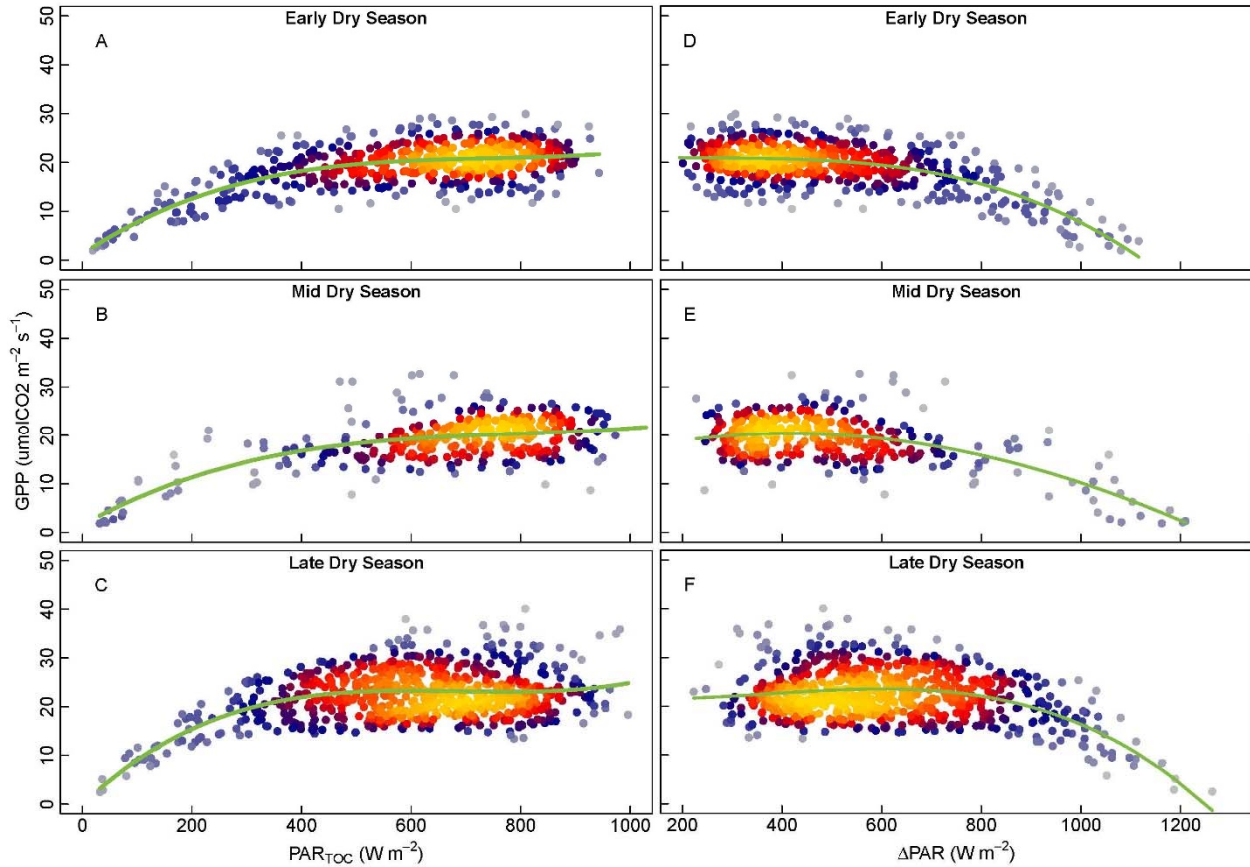 Early Dry Season
A
0 10 20 30 40 50
Early Dry Season
D
Mid Dry Season
B
0 10 20 30 40 50
Mid Dry Season
E
GPP (umolCO2 m⁻² s⁻¹)
Late Dry Season
C
0 10 20 30 40 50
Late Dry Season
F
0 200 400 600 800 1000
200 400 600 800 1000 1200
PAR_TOC (W m⁻²)
ΔPAR (W m⁻²)